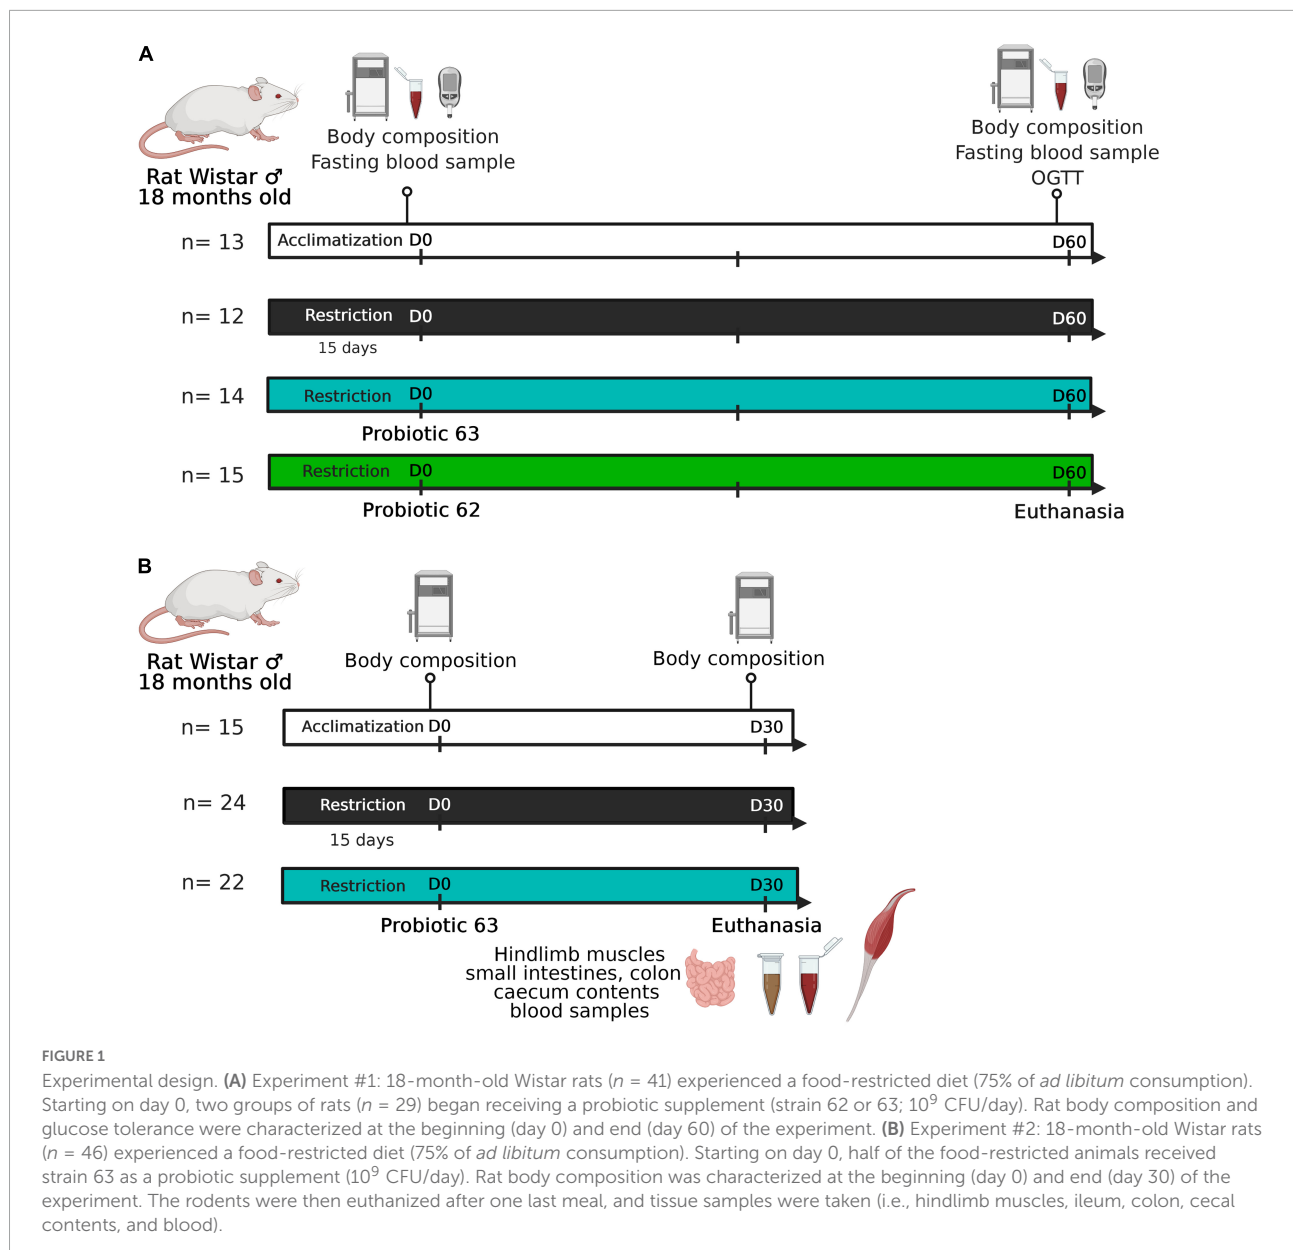 A
Body composition
Fasting blood sample
Body composition
Fasting blood sample
OGTT
Rat Wistar ♂
18 months old
n= 13
Acclimatization D0
D60
n= 12
Restriction D0
D60
15 days
n= 14
Restriction D0
D60
Probiotic 63
n= 15
Restriction D0
D60
Probiotic 62
Euthanasia
B
Rat Wistar ♂
18 months old
Body composition
Body composition
n= 15
Acclimatization D0
D30
n= 24
Restriction D0
D30
15 days
n= 22
Restriction D0
D30
Probiotic 63
Euthanasia
Hindlimb muscles
small intestines, colon
caecum contents
blood samples
FIGURE 1
Experimental design. (A) Experiment #1: 18-month-old Wistar rats (n = 41) experienced a food-restricted diet (75% of ad libitum consumption).
Starting on day 0, two groups of rats (n = 29) began receiving a probiotic supplement (strain 62 or 63; 10⁹ CFU/day). Rat body composition and
glucose tolerance were characterized at the beginning (day 0) and end (day 60) of the experiment. (B) Experiment #2: 18-month-old Wistar rats
(n = 46) experienced a food-restricted diet (75% of ad libitum consumption). Starting on day 0, half of the food-restricted animals received
strain 63 as a probiotic supplement (10⁹ CFU/day). Rat body composition was characterized at the beginning (day 0) and end (day 30) of the
experiment. The rodents were then euthanized after one last meal, and tissue samples were taken (i.e., hindlimb muscles, ileum, colon, cecal
contents, and blood).